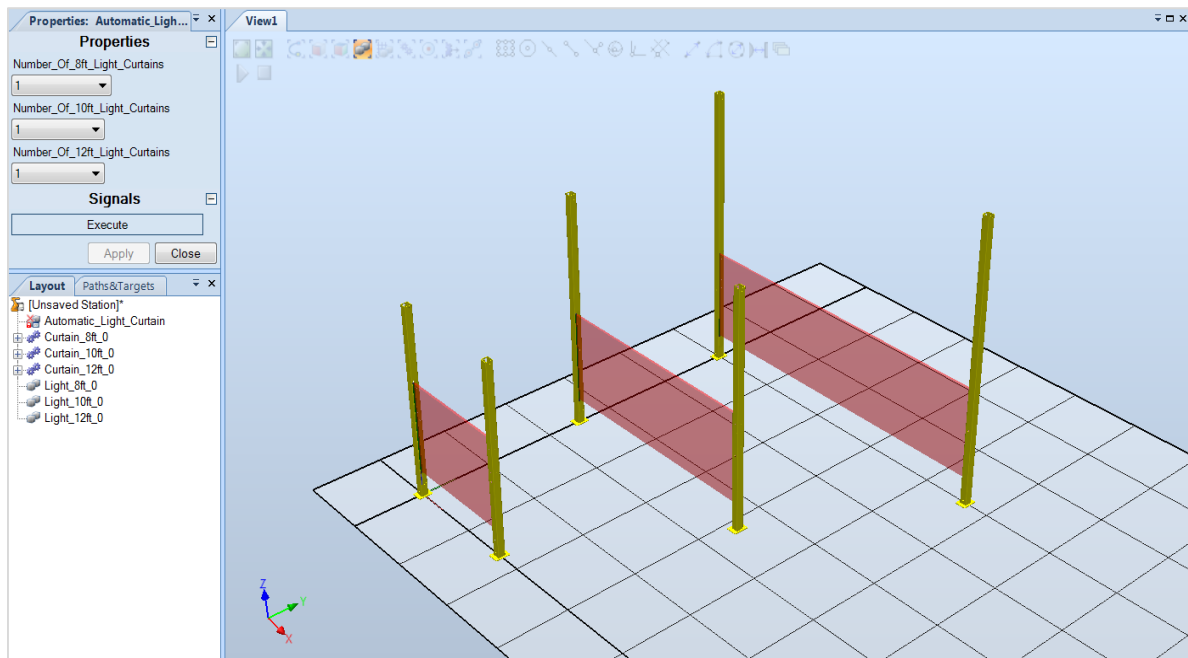 Properties: Automatic_Ligh...
Properties
Number_Of_8ft_Light_Curtains
1
Number_Of_10ft_Light_Curtains
1
Number_Of_12ft_Light_Curtains
1
Signals
Execute
Apply Close
Layout Paths&Targets
[Unsaved Station]*
Automatic_Light_Curtain
Curtain_8ft_0
Curtain_10ft_0
Curtain_12ft_0
Light_8ft_0
Light_10ft_0
Light_12ft_0
View1
Z
Y
X